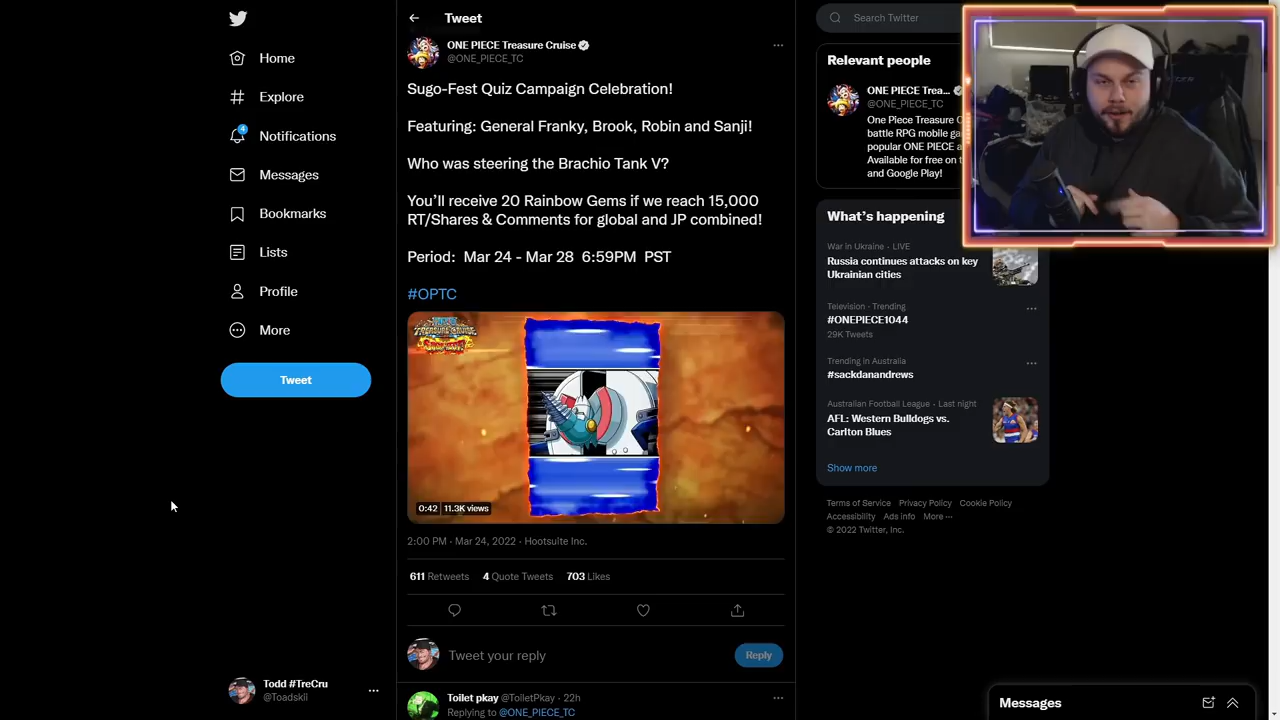 Home
Explore
4
Notifications
Messages
Bookmarks
Lists
Profile
More
Tweet
Todd #TreCru
@Toadskii
Tweet
ONE PIECE Treasure Cruise
@ONE_PIECE_TC
Sugo-Fest Quiz Campaign Celebration!
Featuring: General Franky, Brook, Robin and Sanji!
Who was steering the Brachio Tank V?
You’ll receive 20 Rainbow Gems if we reach 15,000
RT/Shares & Comments for global and JP combined!
Period: Mar 24 - Mar 28 6:59PM PST
#OPTC
TREASURE CRUISE
0:42 11.3K views
2:00 PM · Mar 24, 2022 · Hootsuite Inc.
611 Retweets 4 Quote Tweets 703 Likes
Tweet your reply
Reply
Toilet pkay @ToiletPkay · 22h
Replying to @ONE_PIECE_TC
Search Twitter
Relevant people
ONE PIECE Trea...
@ONE_PIECE_TC
One Piece Treasure C
battle RPG mobile ga
popular ONE PIECE a
Available for free on t
and Google Play!
What’s happening
War in Ukraine · LIVE
Russia continues attacks on key
Ukrainian cities
Television · Trending
#ONEPIECE1044
29K Tweets
Trending in Australia
#sackdanandrews
Australian Football League · Last night
AFL: Western Bulldogs vs.
Carlton Blues
Show more
Terms of Service Privacy Policy Cookie Policy
Accessibility Ads info More ···
© 2022 Twitter, Inc.
Messages